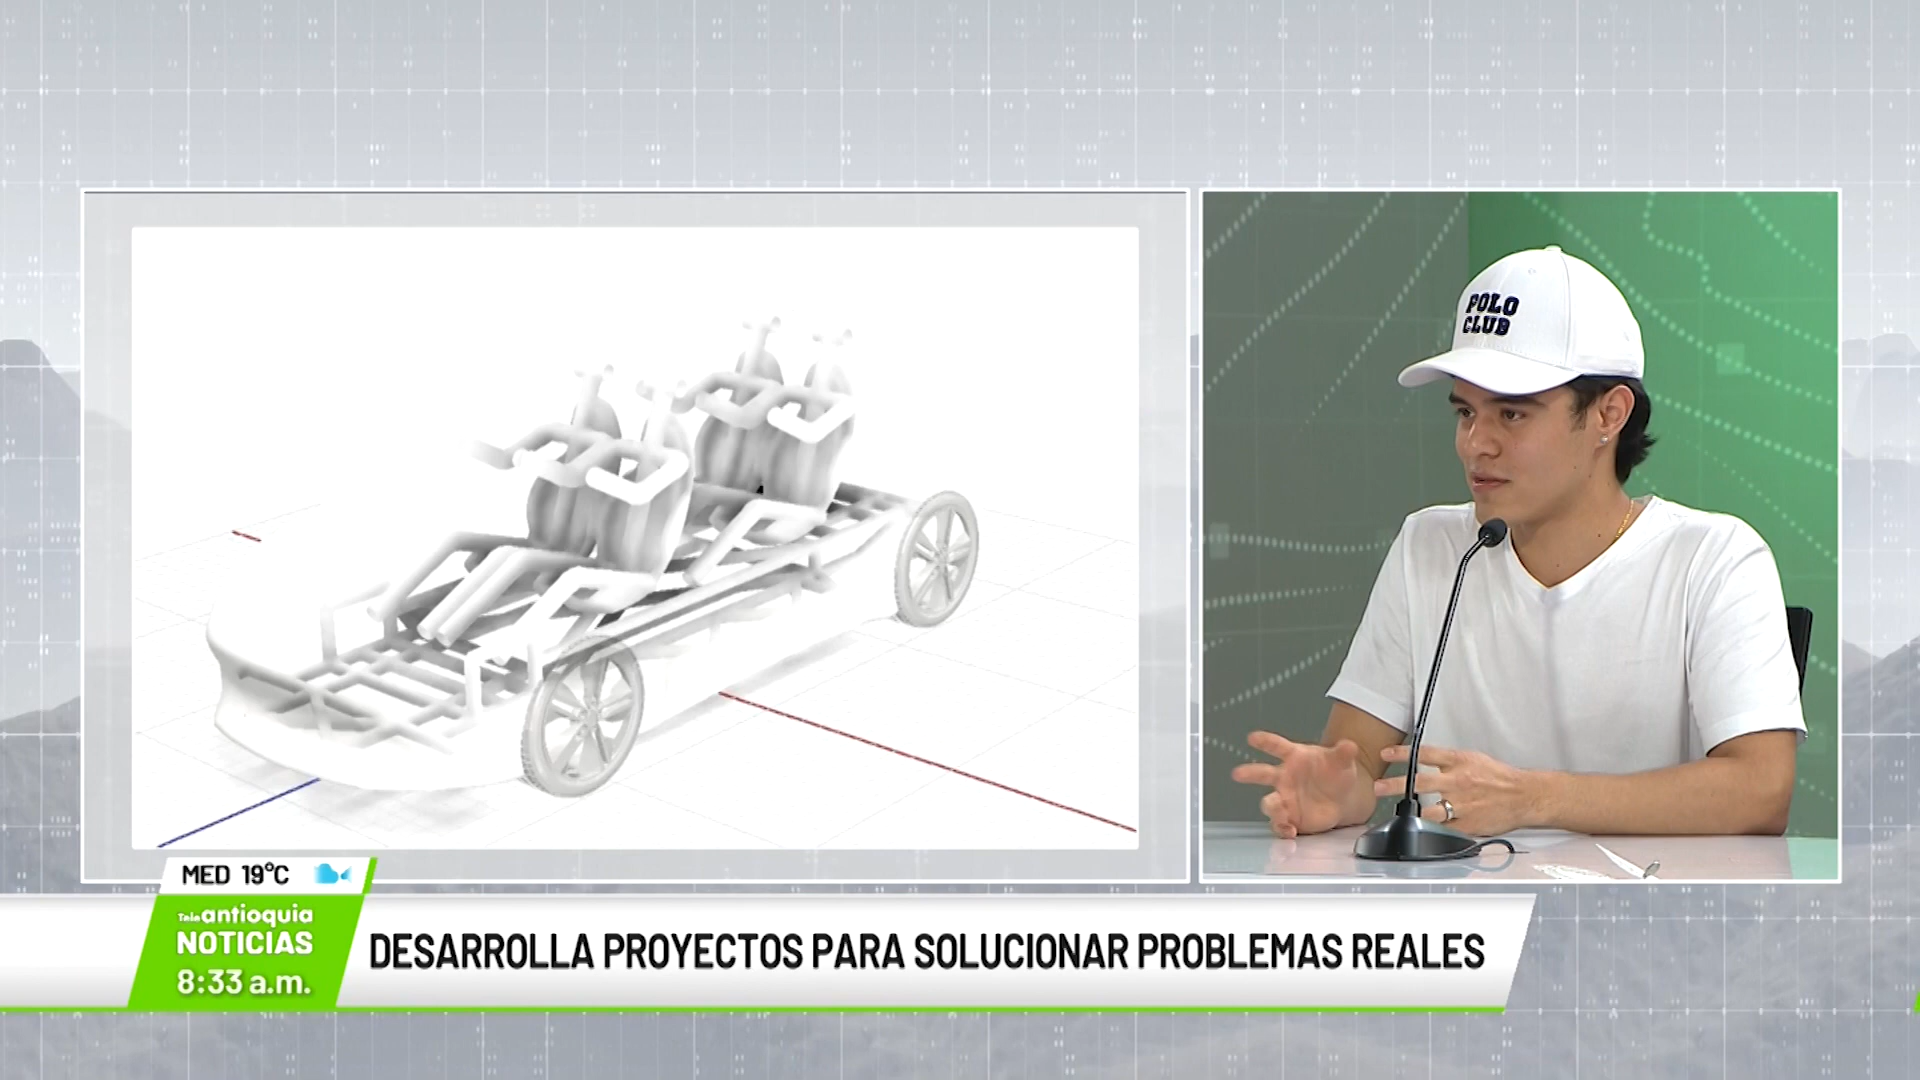 POLO
CLUB
MED 19°C
Teleantioquia
NOTICIAS
8:33 a.m.
DESARROLLA PROYECTOS PARA SOLUCIONAR PROBLEMAS REALES